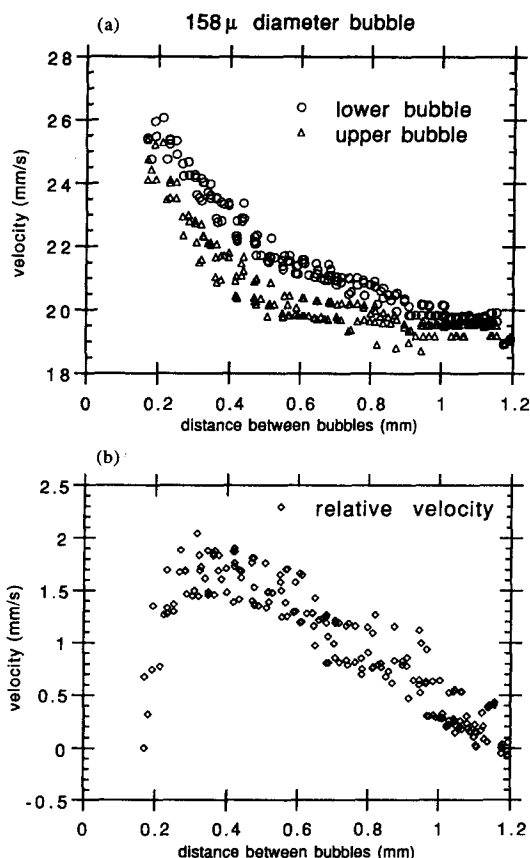 (a) 158 μ diameter bubble
28
26
24
22
20
18
velocity (mm/s)
○ lower bubble
△ upper bubble
0 0.2 0.4 0.6 0.8 1 1.2
distance between bubbles (mm)
(b)
2.5
2
1.5
1
0.5
0
-0.5
velocity (mm/s)
◇ relative velocity
0 0.2 0.4 0.6 0.8 1.0 1.2
distance between bubbles (mm)